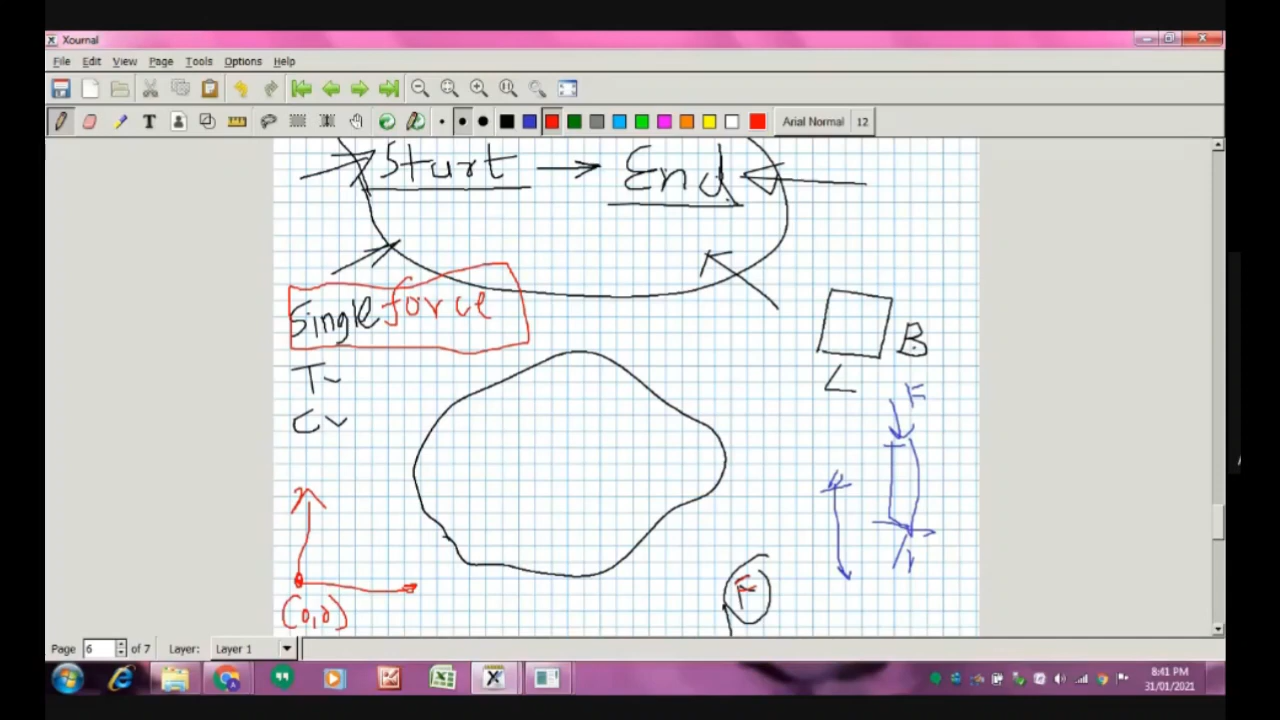 Xournal
File Edit View Page Tools Options Help
Arial Normal 12
Start → End
Single force
T
C
B
L
F
(0,0)
F
Page 6 of 7 Layer: Layer 1
8:41 PM
31/01/2021